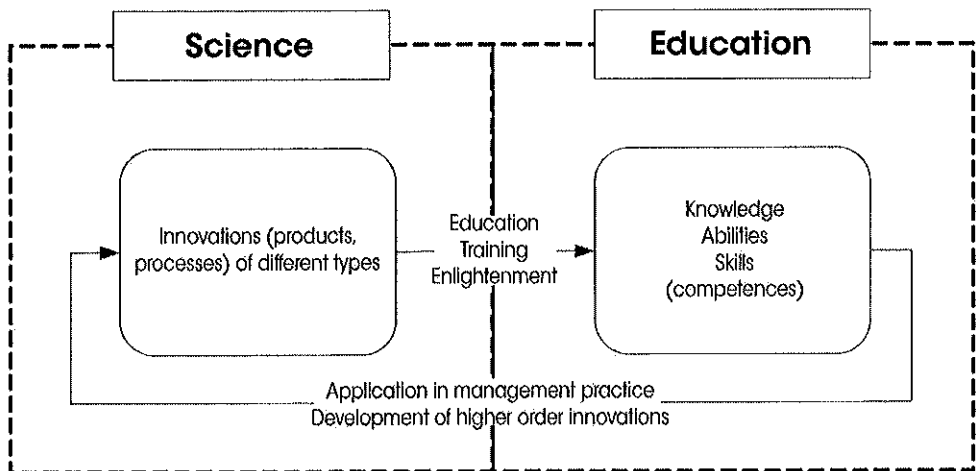 Science
Education
Innovations (products,
processes) of different types
Education
Training
Enlightenment
Knowledge
Abilities
Skills
(competences)
Application in management practice
Development of higher order innovations